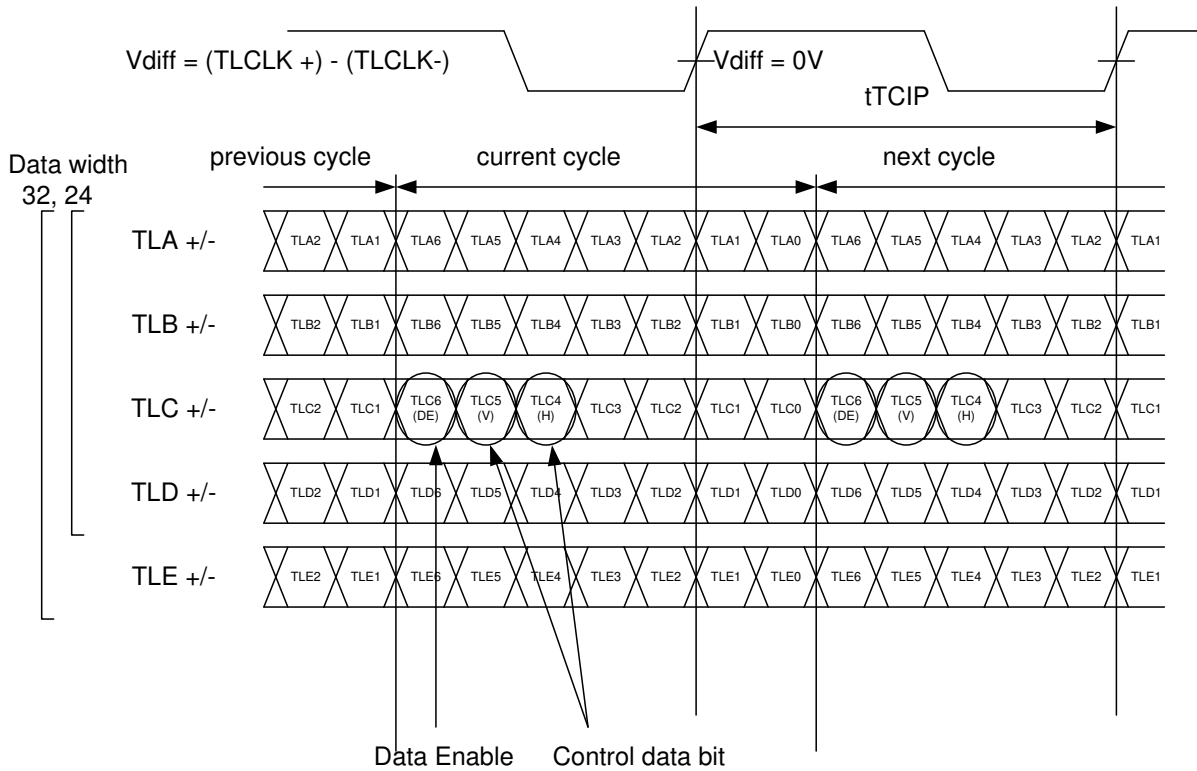 Vdiff = (TLCLK +) - (TLCLK-)
Vdiff = 0V
tTCIP
previous cycle
current cycle
next cycle
Data width
32, 24
TLA +/-
TLA2 TLA1 TLA6 TLA5 TLA4 TLA3 TLA2 TLA1 TLA0 TLA6 TLA5 TLA4 TLA3 TLA2 TLA1
TLB +/-
TLB2 TLB1 TLB6 TLB5 TLB4 TLB3 TLB2 TLB1 TLB0 TLB6 TLB5 TLB4 TLB3 TLB2 TLB1
TLC +/-
TLC2 TLC1 TLC6 (DE) TLC5 (V) TLC4 (H) TLC3 TLC2 TLC1 TLC0 TLC6 (DE) TLC5 (V) TLC4 (H) TLC3 TLC2 TLC1
TLD +/-
TLD2 TLD1 TLD6 TLD5 TLD4 TLD3 TLD2 TLD1 TLD0 TLD6 TLD5 TLD4 TLD3 TLD2 TLD1
TLE +/-
TLE2 TLE1 TLE6 TLE5 TLE4 TLE3 TLE2 TLE1 TLE0 TLE6 TLE5 TLE4 TLE3 TLE2 TLE1
Data Enable
Control data bit